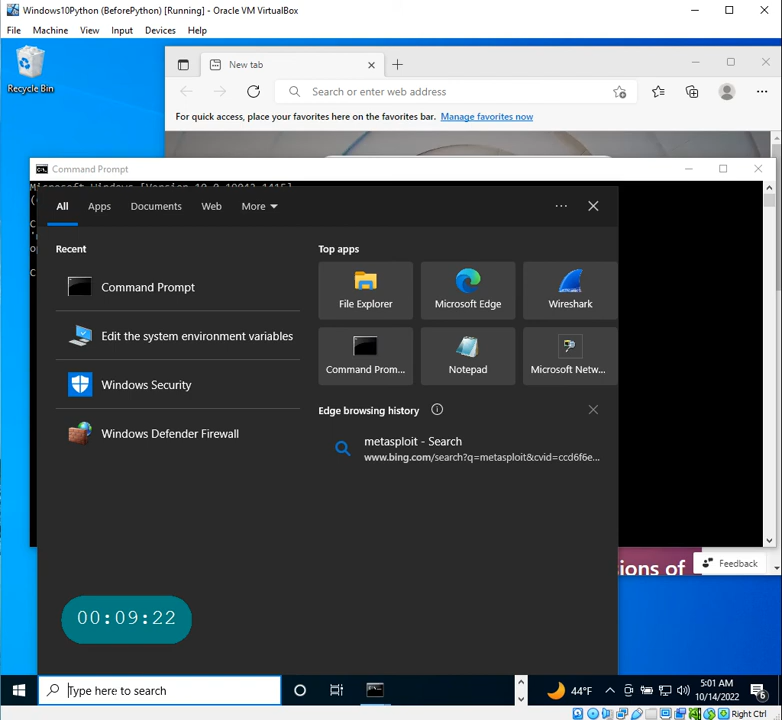 Windows10Python (BeforePython) [Running] - Oracle VM VirtualBox
File Machine View Input Devices Help
Recycle Bin
New tab
Search or enter web address
For quick access, place your favorites here on the favorites bar. Manage favorites now
Command Prompt
All Apps Documents Web More
Recent
Command Prompt
Edit the system environment variables
Windows Security
Windows Defender Firewall
Top apps
File Explorer
Microsoft Edge
Wireshark
Command Prom...
Notepad
Microsoft Netw...
Edge browsing history
metasploit - Search
www.bing.com/search?q=metasploit&cvid=ccd6f6e...
ions of
Feedback
00:09:22
Type here to search
44°F
5:01 AM
10/14/2022
6
Right Ctrl